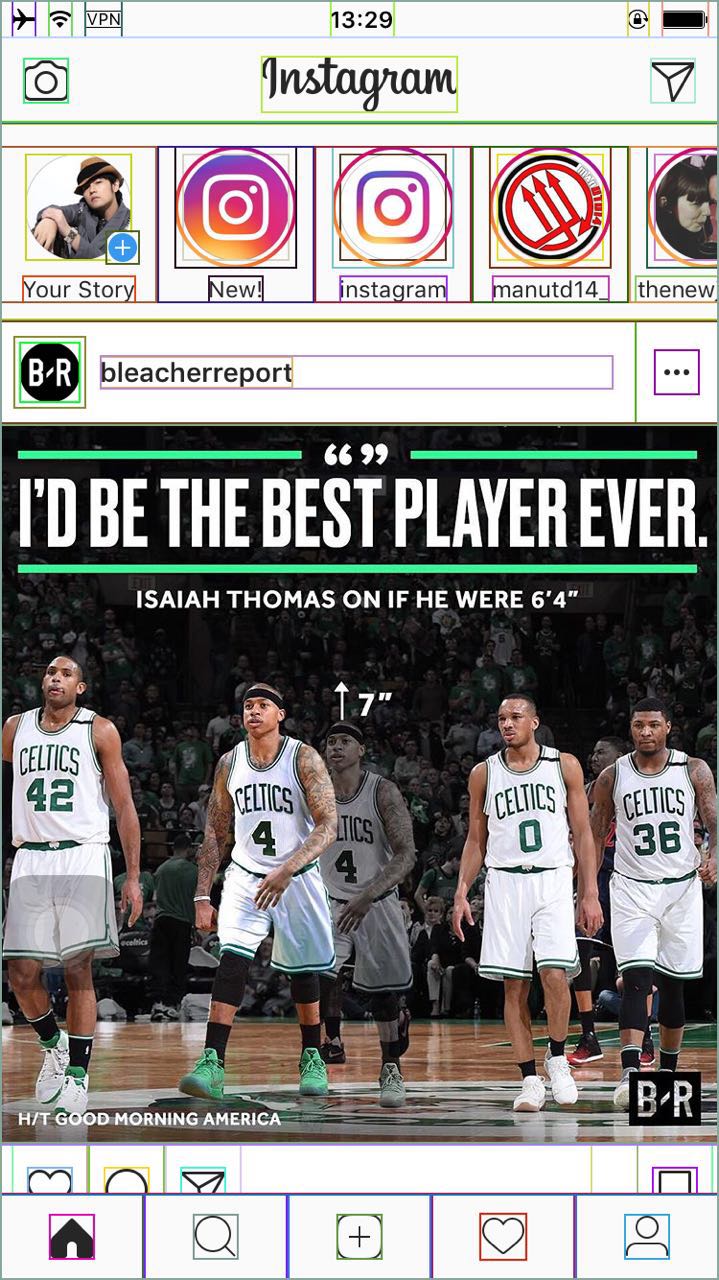 VPN 13:29
Instagram
Your Story New! instagram manutd14_ thenew
B-R bleacherreport
“ ”
I’D BE THE BEST PLAYER EVER.
ISAIAH THOMAS ON IF HE WERE 6’4”
↑ 7”
CELTICS 42
CELTICS 4
CELTICS 4
CELTICS 0
CELTICS 36
B-R
H/T GOOD MORNING AMERICA